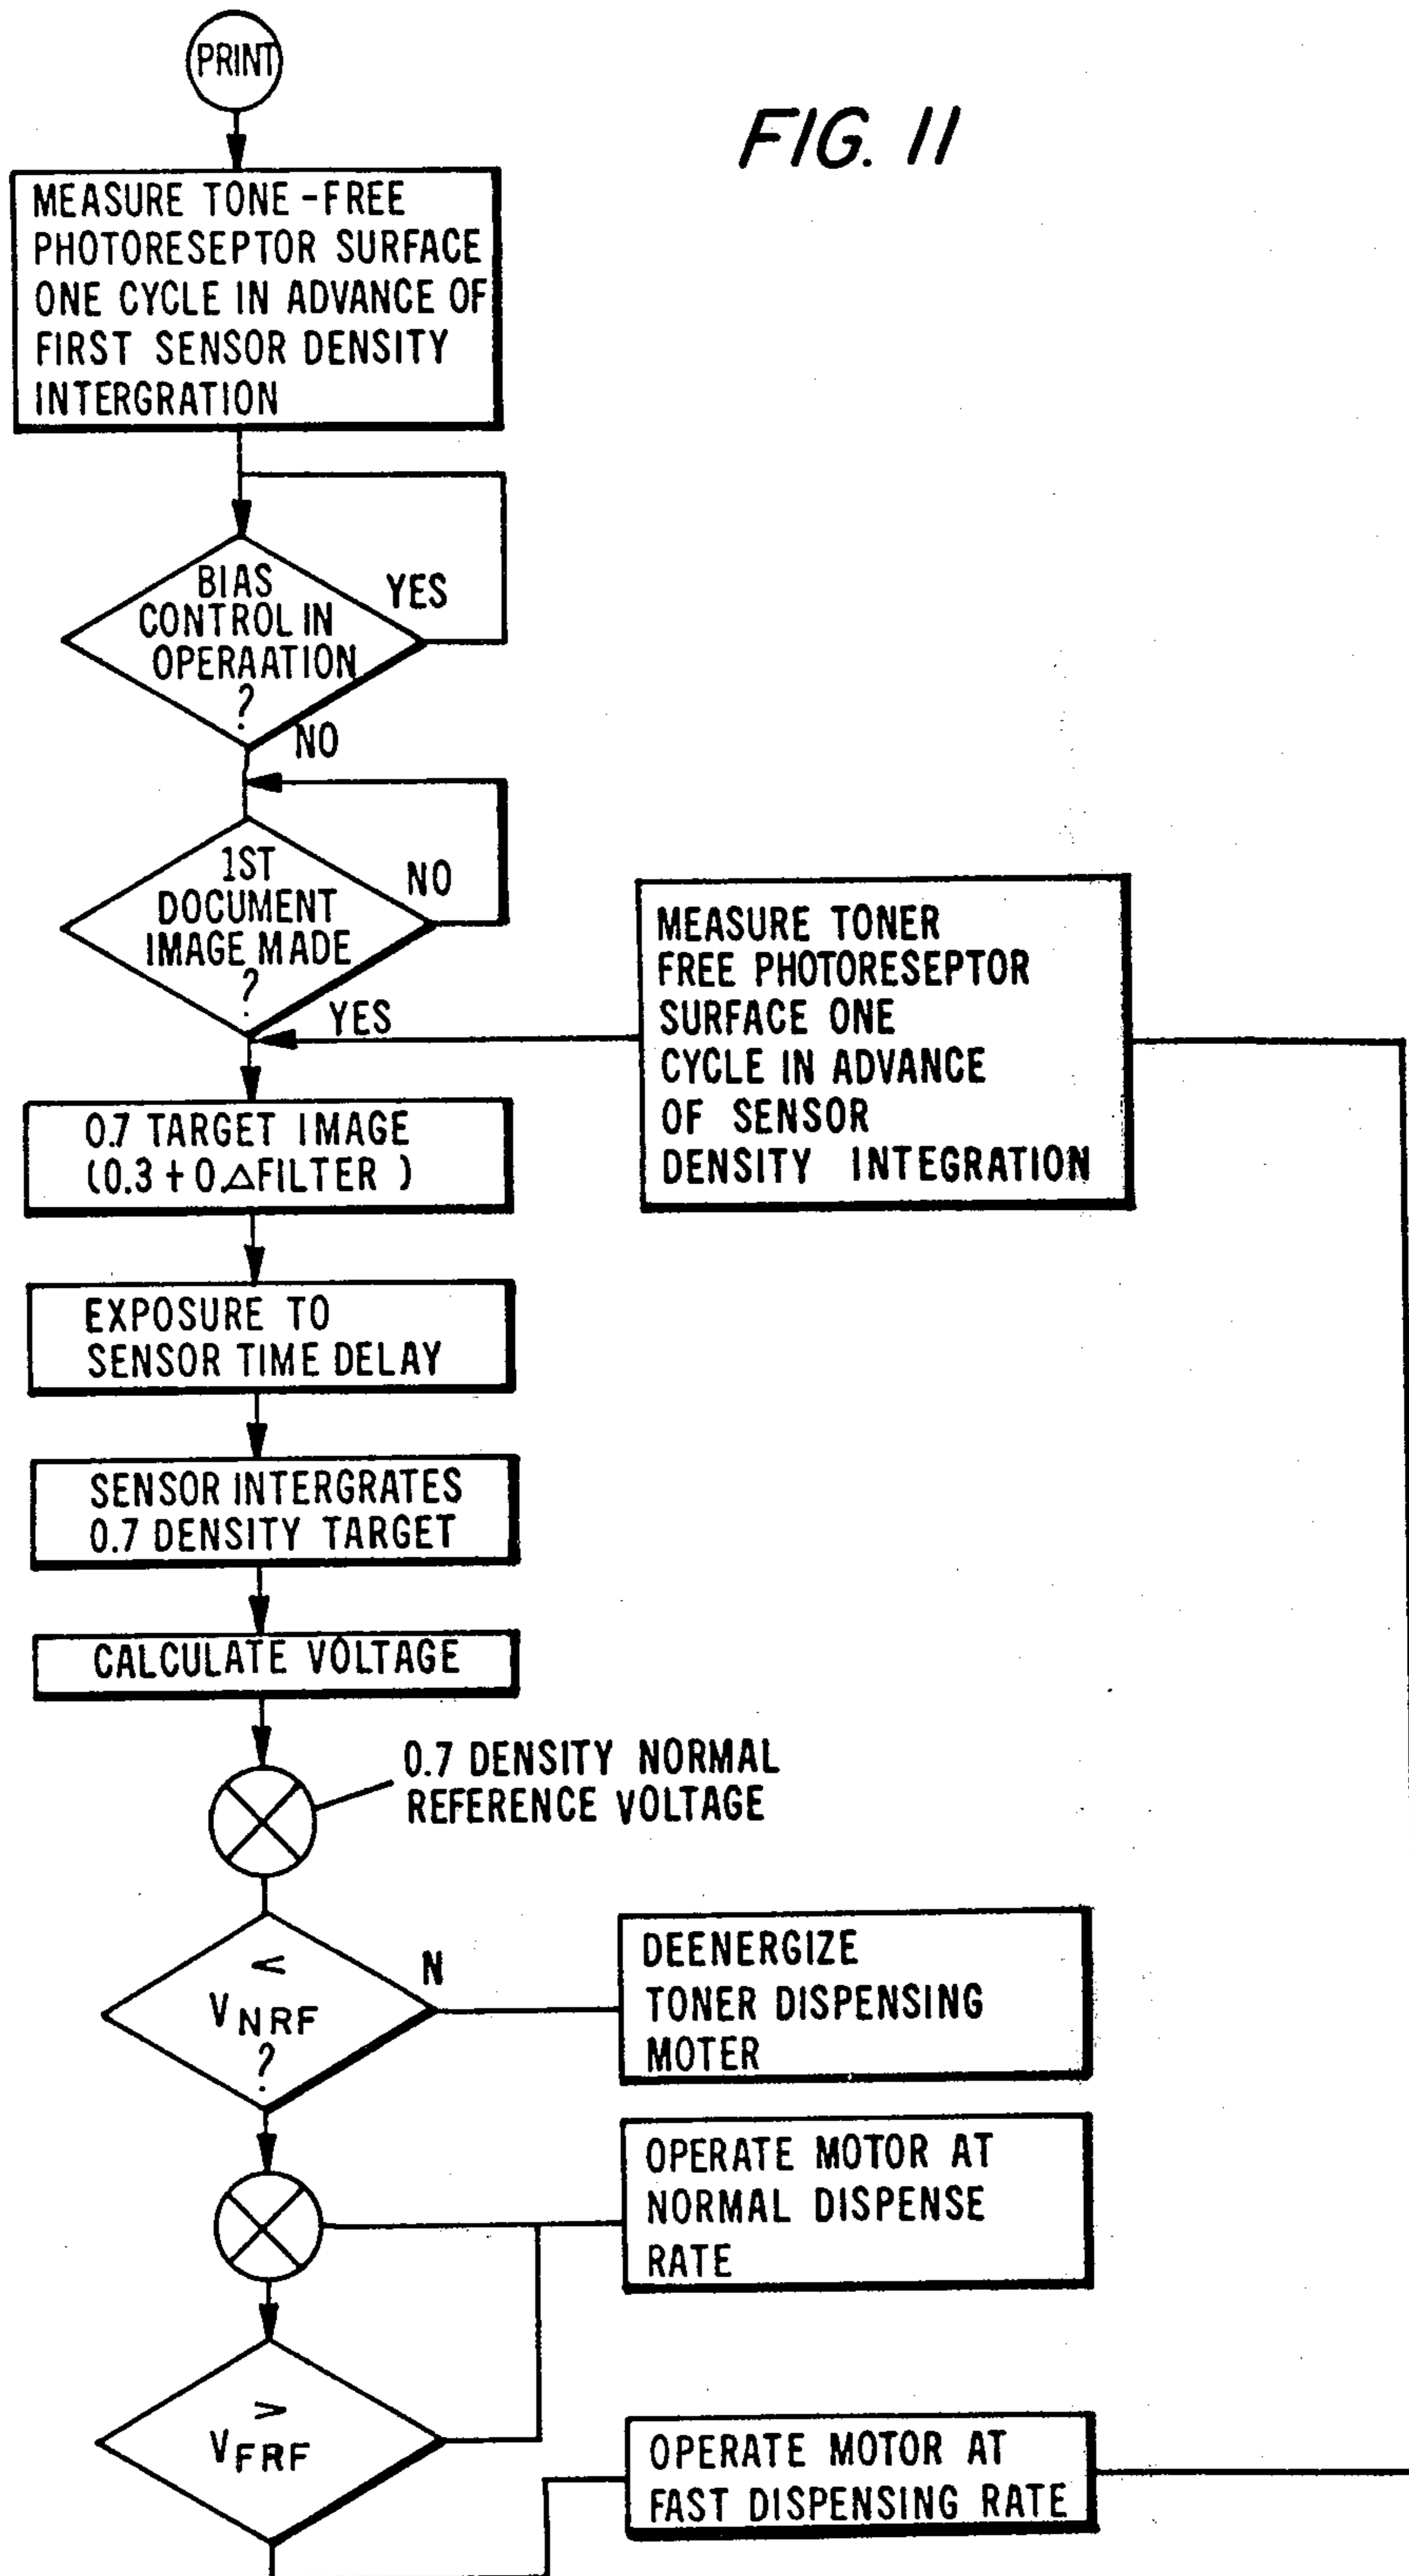 PRINT
FIG. 11
MEASURE TONE-FREE
PHOTORESEPTOR SURFACE
ONE CYCLE IN ADVANCE OF
FIRST SENSOR DENSITY
INTERGRATION
BIAS
CONTROL IN
OPERAATION
?
YES
NO
1ST
DOCUMENT
IMAGE MADE
?
NO
YES
MEASURE TONER
FREE PHOTORESEPTOR
SURFACE ONE
CYCLE IN ADVANCE
OF SENSOR
DENSITY INTEGRATION
0.7 TARGET IMAGE
(0.3 + 0.△FILTER )
EXPOSURE TO
SENSOR TIME DELAY
SENSOR INTERGRATES
0.7 DENSITY TARGET
CALCULATE VOLTAGE
0.7 DENSITY NORMAL
REFERENCE VOLTAGE
<
VNRF
?
N
DEENERGIZE
TONER DISPENSING
MOTER
OPERATE MOTOR AT
NORMAL DISPENSE
RATE
>
VFRF
OPERATE MOTOR AT
FAST DISPENSING RATE